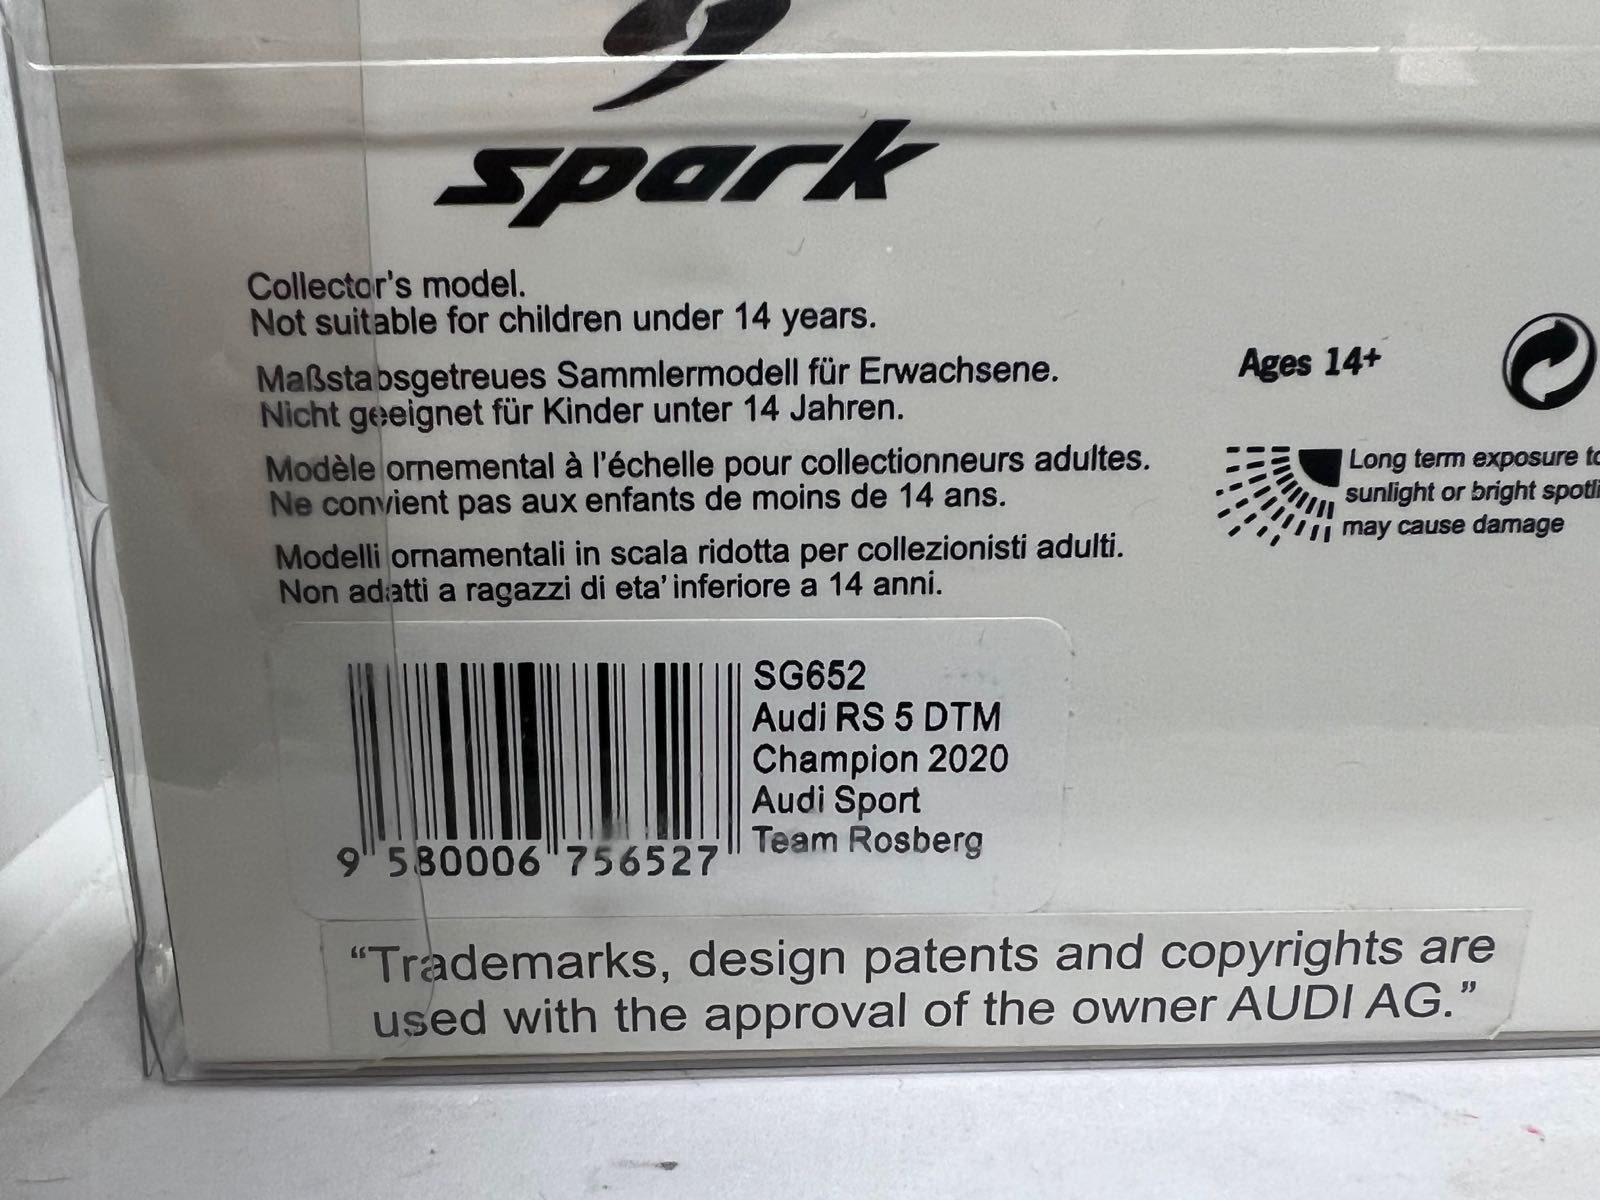 spark
Collector's model.
Not suitable for children under 14 years.
Maßstabsgetreues Sammlermodell für Erwachsene.
Nicht geeignet für Kinder unter 14 Jahren.
Modèle ornemental à l'échelle pour collectionneurs adultes.
Ne convient pas aux enfants de moins de 14 ans.
Modelli ornamentali in scala ridotta per collezionisti adulti.
Non adatti a ragazzi di eta' inferiore a 14 anni.
Ages 14+
Long term exposure to
sunlight or bright
may cause damage
SG652
Audi RS 5 DTM
Champion 2020
Audi Sport
Team Rosberg
9 580006 756527
“Trademarks, design patents and copyrights are
used with the approval of the owner AUDI AG.”